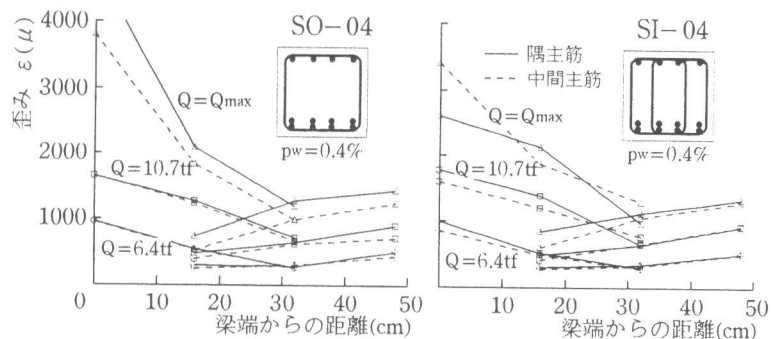 SO-04
4000
3000
2000
1000
0
歪み ε(μ)
Q=Qmax
Q=10.7tf
Q=6.4tf
pw=0.4%
0 10 20 30 40 50
梁端からの距離(cm)
SI-04
隅主筋
中間主筋
Q=Qmax
Q=10.7tf
Q=6.4tf
pw=0.4%
10 20 30 40 50
梁端からの距離(cm)